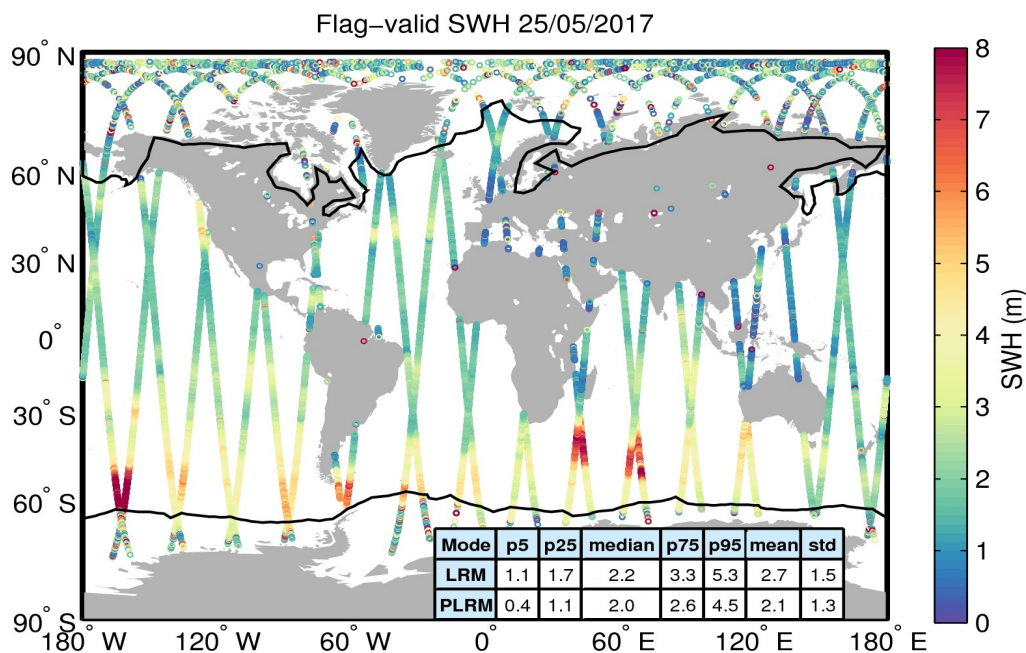 Flag−valid SWH 25/05/2017
90° N
60° N
30° N
0°
30° S
60° S
90° S
180° W
120° W
60° W
0°
60° E
120° E
180° E
8
7
6
5
4
3
2
1
0
SWH (m)
Mode p5 p25 median p75 p95 mean std
LRM 1.1 1.7 2.2 3.3 5.3 2.7 1.5
PLRM 0.4 1.1 2.0 2.6 4.5 2.1 1.3